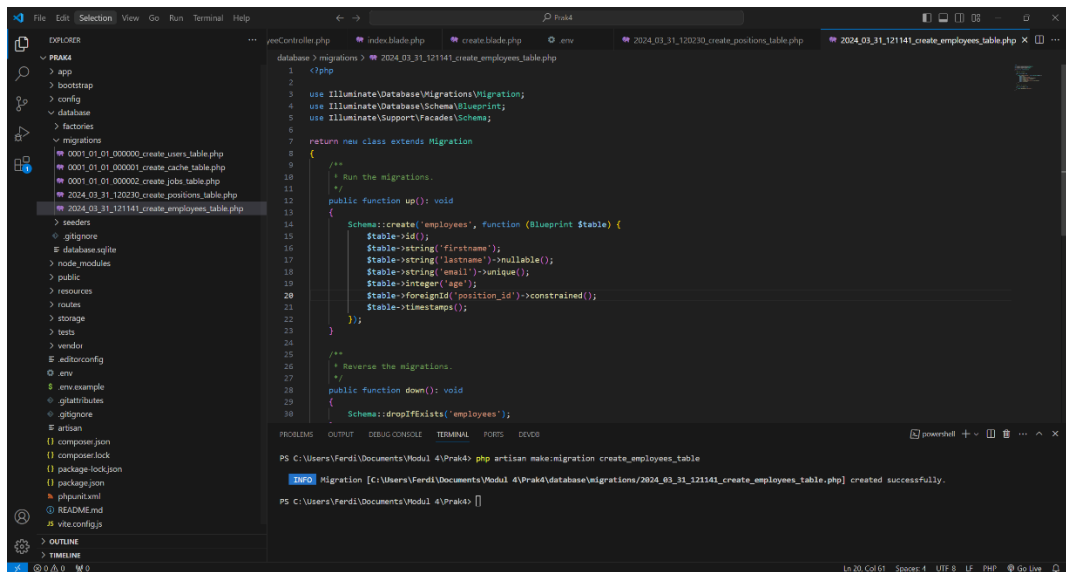 File Edit Selection View Go Run Terminal Help
Prak4
EXPLORER
PRAK4
app
bootstrap
config
database
factories
migrations
0001_01_01_000000_create_users_table.php
0001_01_01_000001_create_cache_table.php
0001_01_01_000002_create_jobs_table.php
2024_03_31_120230_create_positions_table.php
2024_03_31_121141_create_employees_table.php
seeders
.gitignore
database.sqlite
node_modules
public
resources
routes
storage
tests
vendor
.editorconfig
.env
.env.example
.gitattributes
.gitignore
artisan
composer.json
composer.lock
package-lock.json
package.json
phpunit.xml
README.md
vite.config.js
OUTLINE
TIMELINE
yeeController.php index.blade.php create.blade.php .env 2024_03_31_120230_create_positions_table.php 2024_03_31_121141_create_employees_table.php
database > migrations > 2024_03_31_121141_create_employees_table.php
1 <?php
2
3 use Illuminate\Database\Migrations\Migration;
4 use Illuminate\Database\Schema\Blueprint;
5 use Illuminate\Support\Facades\Schema;
6
7 return new class extends Migration
8 {
9 /**
10 * Run the migrations.
11 */
12 public function up(): void
13 {
14 Schema::create('employees', function (Blueprint $table) {
15 $table->id();
16 $table->string('firstname');
17 $table->string('lastname')->nullable();
18 $table->string('email')->unique();
19 $table->integer('age');
20 $table->foreignId('position_id')->constrained();
21 $table->timestamps();
22 });
23 }
24
25 /**
26 * Reverse the migrations.
27 */
28 public function down(): void
29 {
30 Schema::dropIfExists('employees');
PROBLEMS OUTPUT DEBUG CONSOLE TERMINAL PORTS DEVDB
powershell
PS C:\Users\Ferdi\Documents\Modul 4\Prak4> php artisan make:migration create_employees_table
INFO Migration [C:\Users\Ferdi\Documents\Modul 4\Prak4\database\migrations/2024_03_31_121141_create_employees_table.php] created successfully.
PS C:\Users\Ferdi\Documents\Modul 4\Prak4>
0 0 0 Ln 20, Col 61 Spaces: 4 UTF-8 LF PHP Go Live